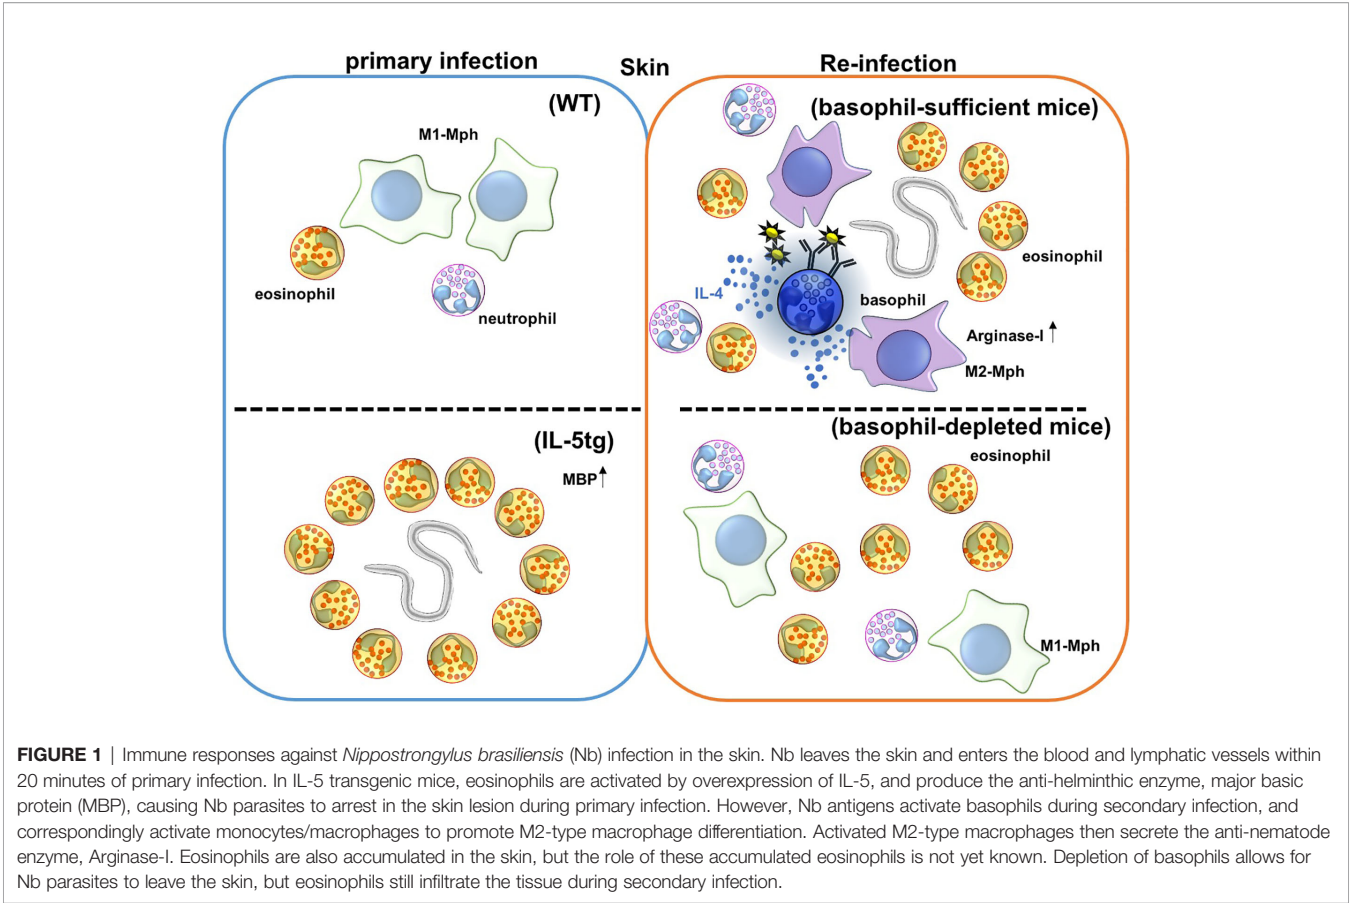 primary infection
Skin
Re-infection
(WT)
M1-Mph
eosinophil
neutrophil
(basophil-sufficient mice)
eosinophil
IL-4
basophil
Arginase-I
M2-Mph
(IL-5tg)
MBP
(basophil-depleted mice)
eosinophil
M1-Mph
FIGURE 1 | Immune responses against Nippostrongylus brasiliensis (Nb) infection in the skin. Nb leaves the skin and enters the blood and lymphatic vessels within
20 minutes of primary infection. In IL-5 transgenic mice, eosinophils are activated by overexpression of IL-5, and produce the anti-helminthic enzyme, major basic
protein (MBP), causing Nb parasites to arrest in the skin lesion during primary infection. However, Nb antigens activate basophils during secondary infection, and
correspondingly activate monocytes/macrophages to promote M2-type macrophage differentiation. Activated M2-type macrophages then secrete the anti-nematode
enzyme, Arginase-I. Eosinophils are also accumulated in the skin, but the role of these accumulated eosinophils is not yet known. Depletion of basophils allows for
Nb parasites to leave the skin, but eosinophils still infiltrate the tissue during secondary infection.